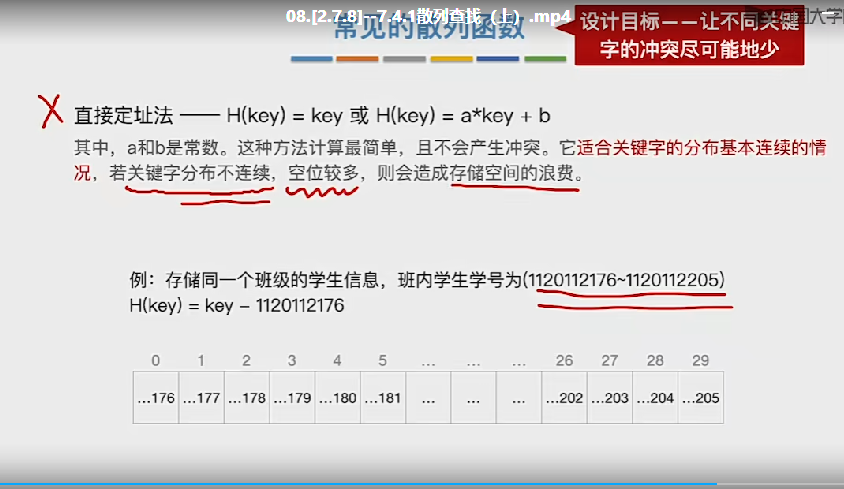 08.[2.7.8]--7.4.1散列查找（上）.mp4
常见的散列函数
设计目标——让不同关键
字的冲突尽可能地少
直接定址法 —— H(key) = key 或 H(key) = a*key + b
其中，a和b是常数。这种方法计算最简单，且不会产生冲突。它适合关键字的分布基本连续的情
况，若关键字分布不连续，空位较多，则会造成存储空间的浪费。
例：存储同一个班级的学生信息，班内学生学号为(1120112176~1120112205)
H(key) = key – 1120112176
0 1 2 3 4 5 ... ... ... 26 27 28 29
...176 ...177 ...178 ...179 ...180 ...181 ... ... ... ...202 ...203 ...204 ...205